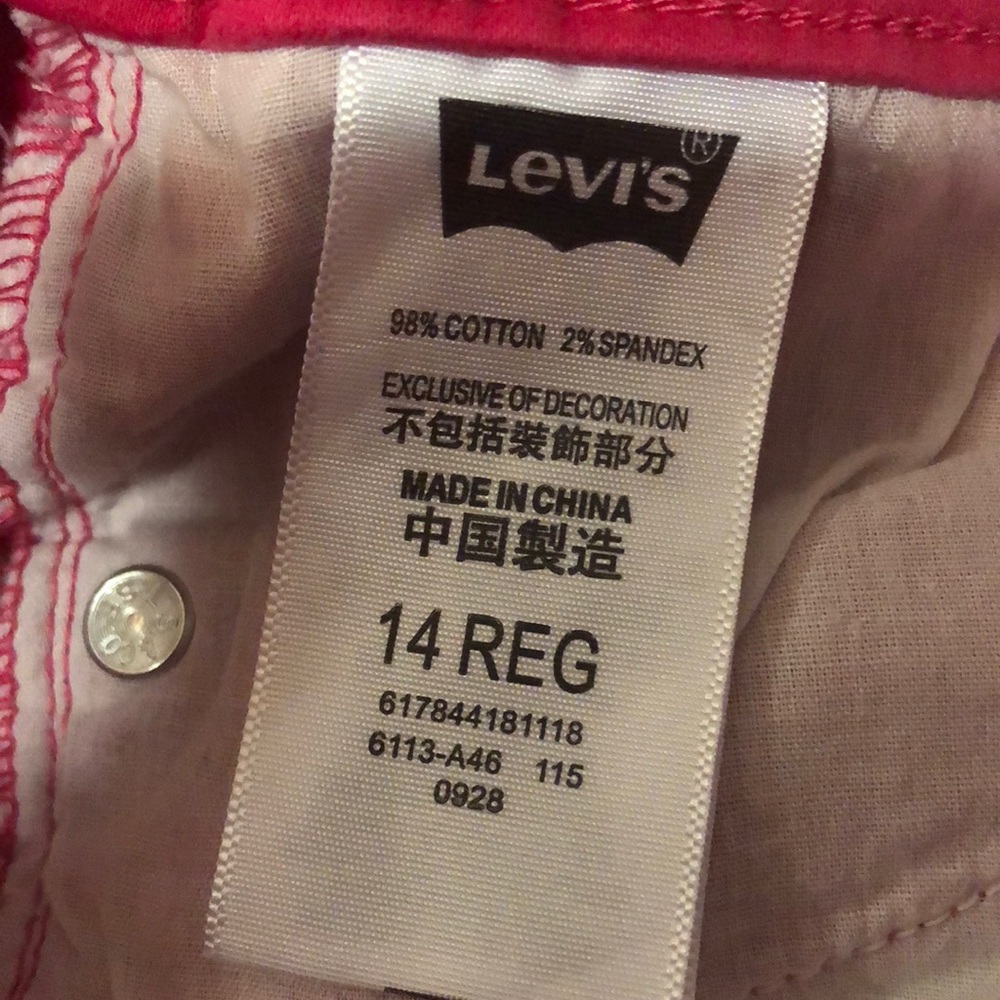 Levi's®
98% COTTON 2% SPANDEX
EXCLUSIVE OF DECORATION
不包括裝飾部分
MADE IN CHINA
中国製造
14 REG
617844181118
6113-A46 115
0928